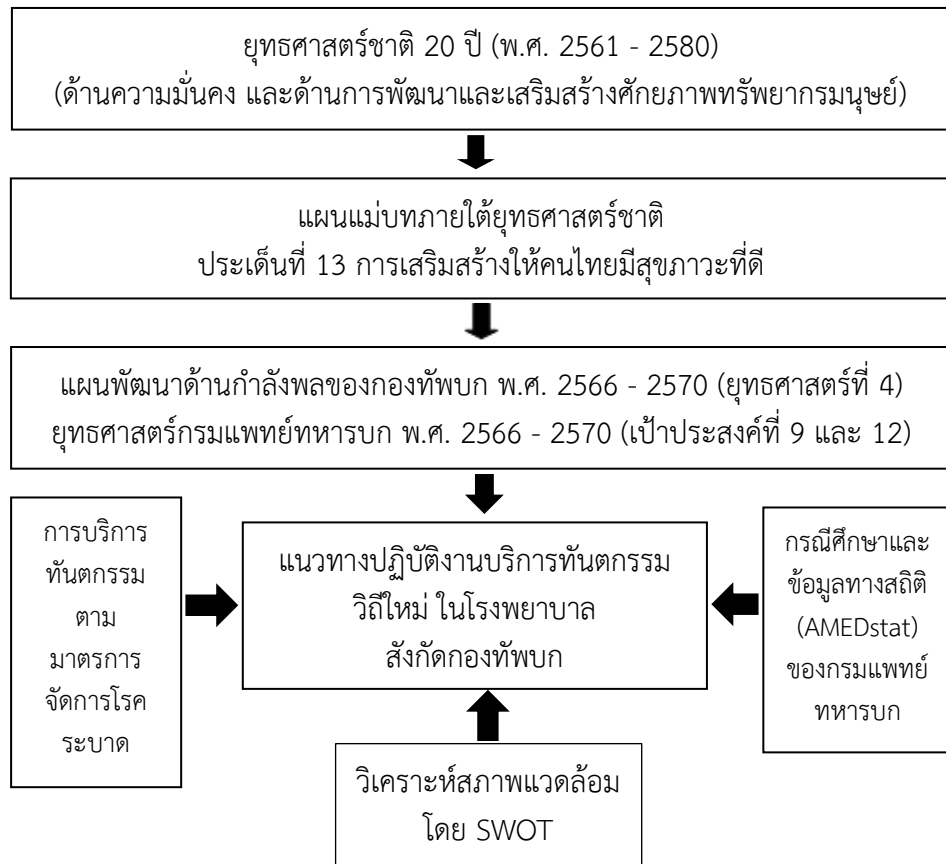 ยุทธศาสตร์ชาติ 20 ปี (พ.ศ. 2561 - 2580)
(ด้านความมั่นคง และด้านการพัฒนาและเสริมสร้างศักยภาพทรัพยากรมนุษย์)
แผนแม่บทภายใต้ยุทธศาสตร์ชาติ
ประเด็นที่ 13 การเสริมสร้างให้คนไทยมีสุขภาวะที่ดี
แผนพัฒนาด้านกำลังพลของกองทัพบก พ.ศ. 2566 - 2570 (ยุทธศาสตร์ที่ 4)
ยุทธศาสตร์กรมแพทย์ทหารบก พ.ศ. 2566 - 2570 (เป้าประสงค์ที่ 9 และ 12)
การบริการ
ทันตกรรม
ตาม
มาตรการ
จัดการโรค
ระบาด
แนวทางปฏิบัติงานบริการทันตกรรม
วิถีใหม่ ในโรงพยาบาล
สังกัดกองทัพบก
กรณีศึกษาและ
ข้อมูลทางสถิติ
(AMEDstat)
ของกรมแพทย์
ทหารบก
วิเคราะห์สภาพแวดล้อม
โดย SWOT